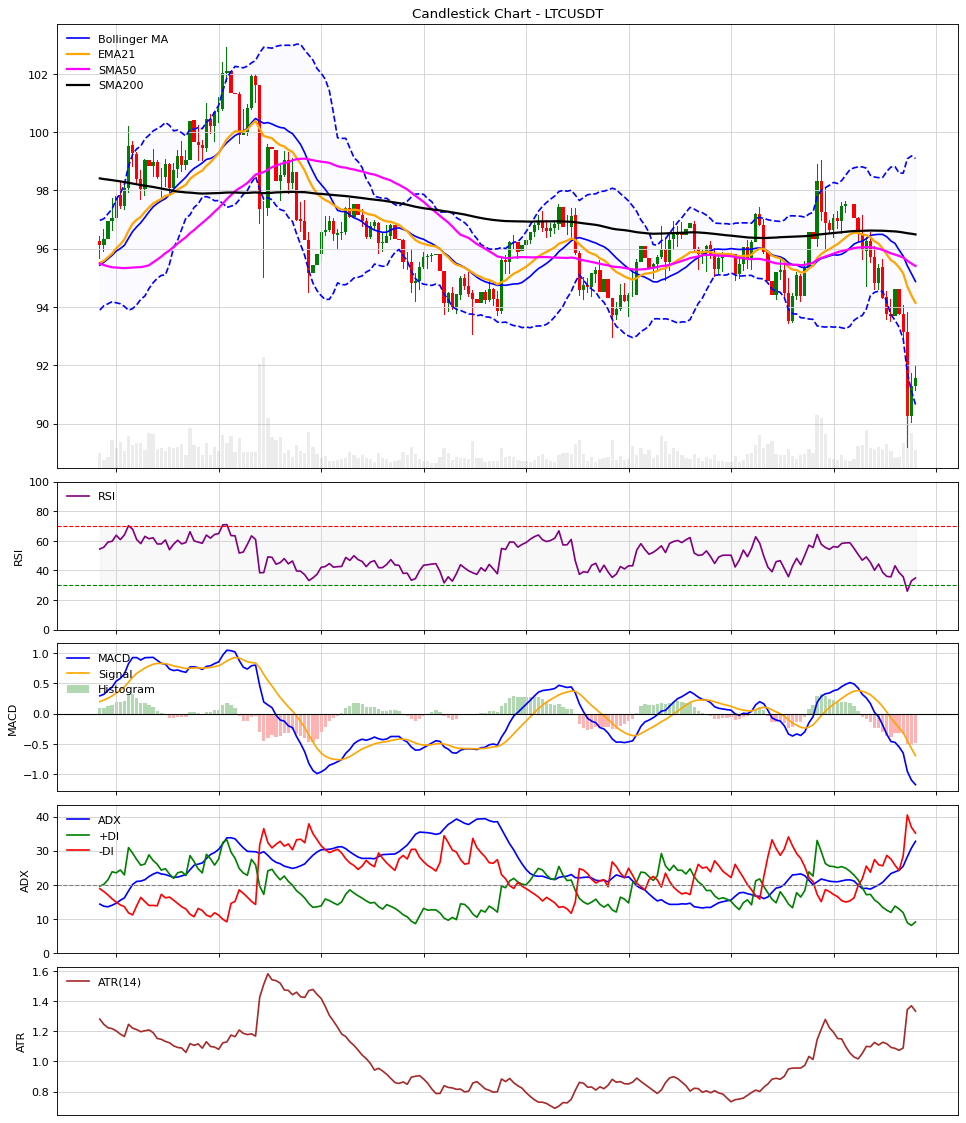 Candlestick Chart - LTCUSDT
Bollinger MA
EMA21
SMA50
SMA200
102
100
98
96
94
92
90
RSI
RSI
100
80
60
40
20
0
MACD
MACD
Signal
Histogram
1.0
0.5
0.0
−0.5
−1.0
ADX
ADX
+DI
-DI
40
30
20
10
0
ATR
ATR(14)
1.6
1.4
1.2
1.0
0.8